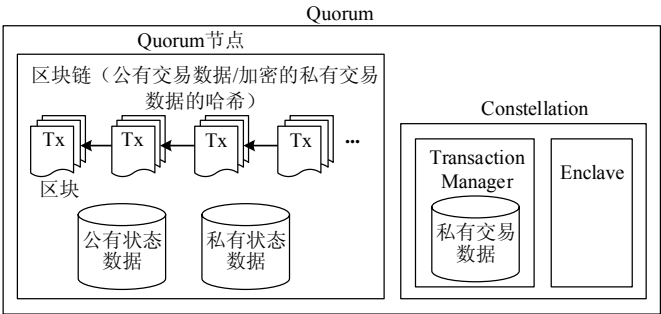 Quorum
Quorum节点
区块链（公有交易数据/加密的私有交易
数据的哈希）
Tx
Tx
Tx
Tx
...
区块
公有状态
数据
私有状态
数据
Constellation
Transaction
Manager
私有交易
数据
Enclave